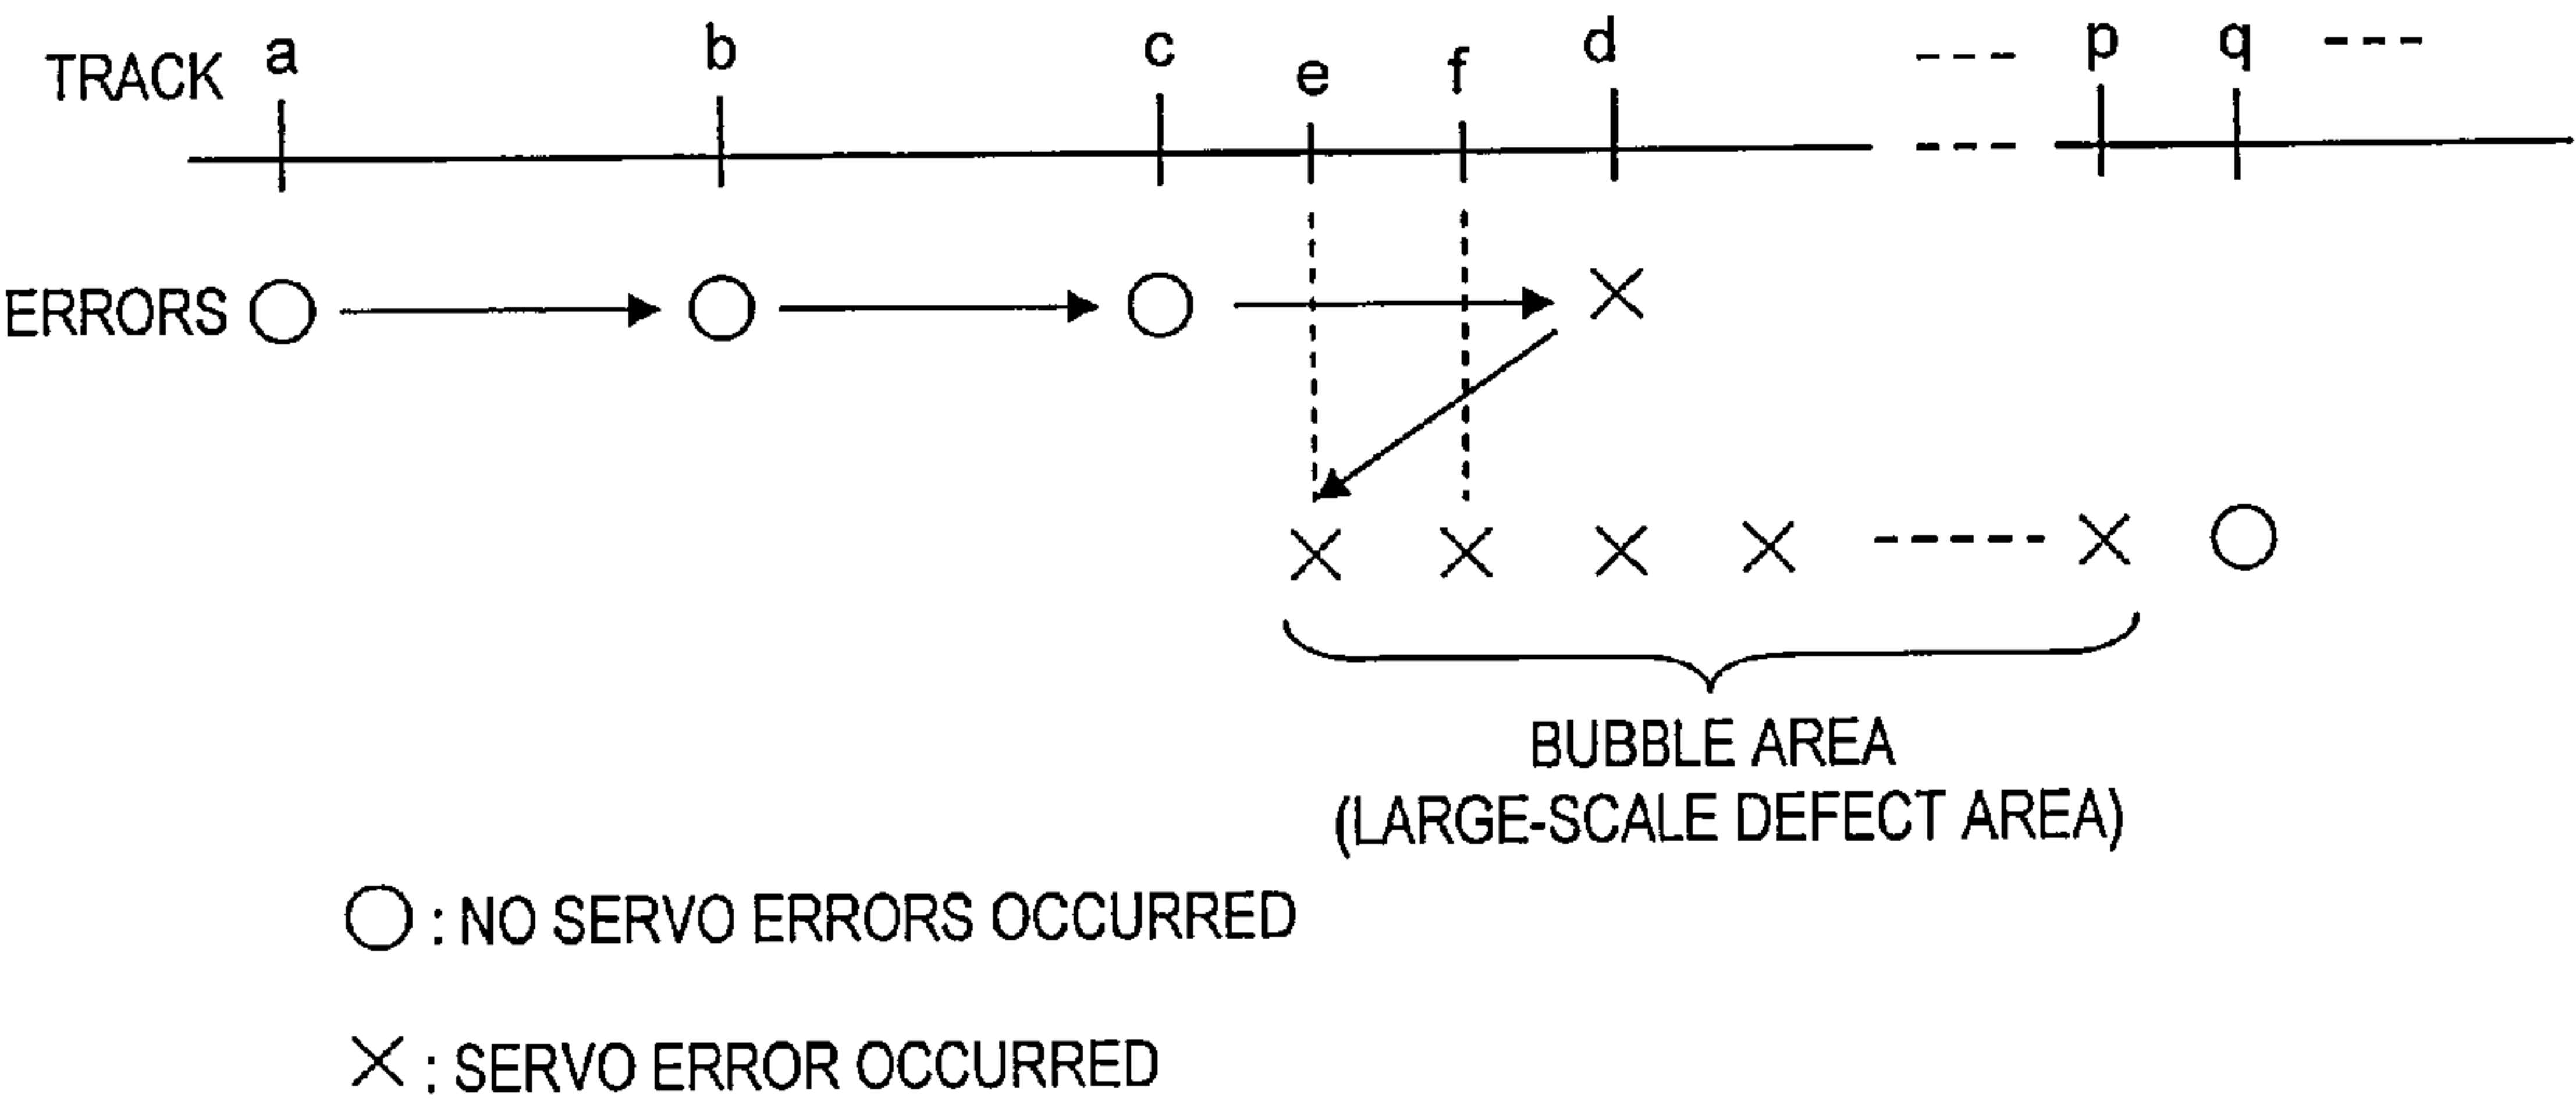 TRACK a b c e f d --- p q ---
ERRORS
BUBBLE AREA
(LARGE-SCALE DEFECT AREA)
: NO SERVO ERRORS OCCURRED
: SERVO ERROR OCCURRED